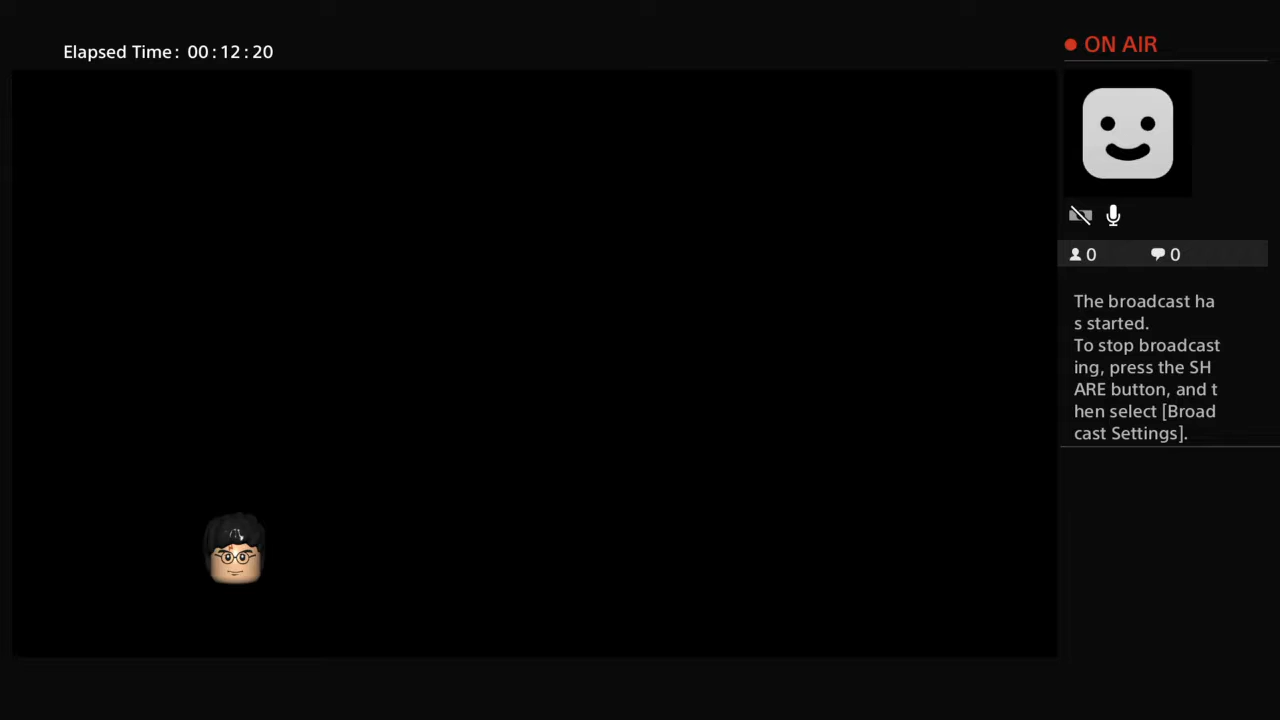 Elapsed Time: 00:12:20
ON AIR
0 0
The broadcast ha
s started.
To stop broadcast
ing, press the SH
ARE button, and t
hen select [Broad
cast Settings].